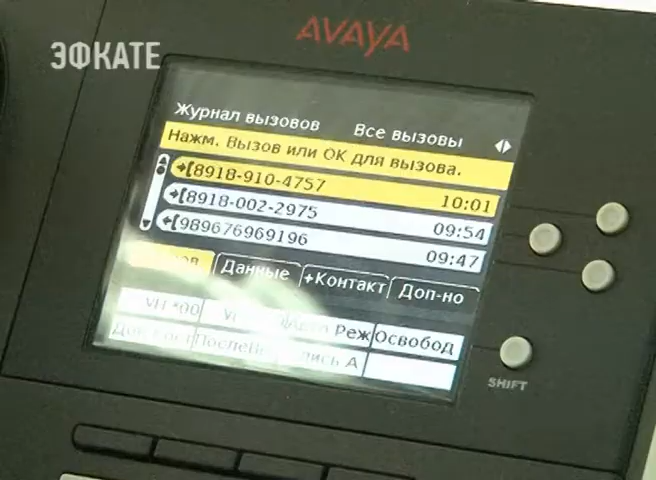 ЭФКАТЕ
AVAYA
Журнал вызовов Все вызовы
Нажм. Вызов или ОК для вызова.
8918-910-4757 10:01
8918-002-2975 09:54
989676969196 09:47
Данные +Контакт Доп-но
Реж Освобод
SHIFT